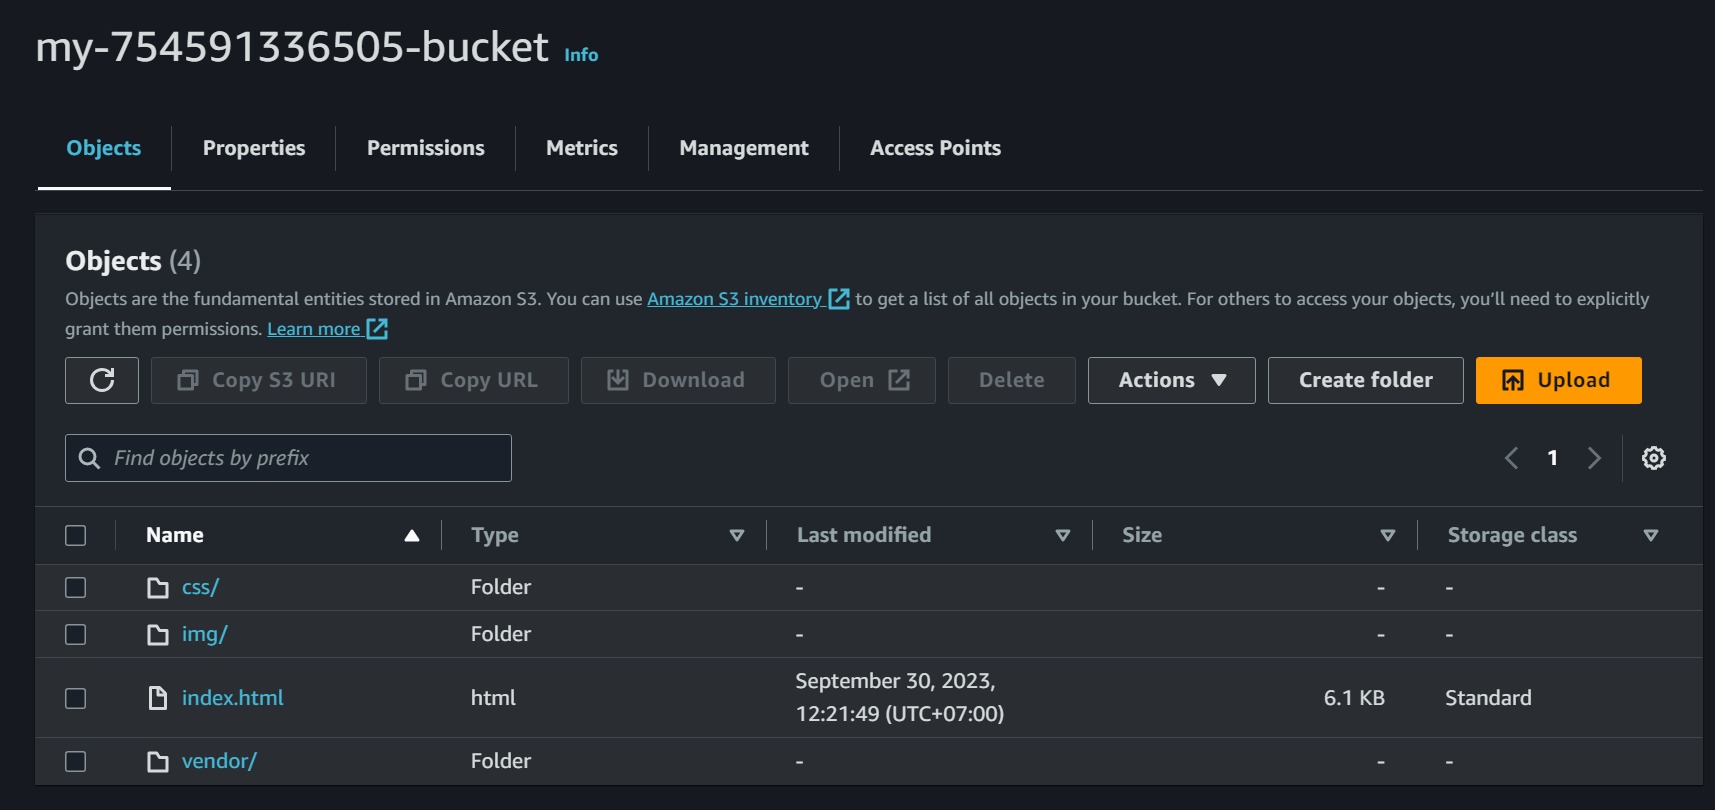 my-754591336505-bucket Info
Objects Properties Permissions Metrics Management Access Points
Objects (4)
Objects are the fundamental entities stored in Amazon S3. You can use Amazon S3 inventory to get a list of all objects in your bucket. For others to access your objects, you’ll need to explicitly
grant them permissions. Learn more
Copy S3 URI Copy URL Download Open Delete Actions Create folder Upload
Find objects by prefix 1
Name Type Last modified Size Storage class
css/ Folder - - -
img/ Folder - - -
index.html html September 30, 2023, 6.1 KB Standard
12:21:49 (UTC+07:00)
vendor/ Folder - - -